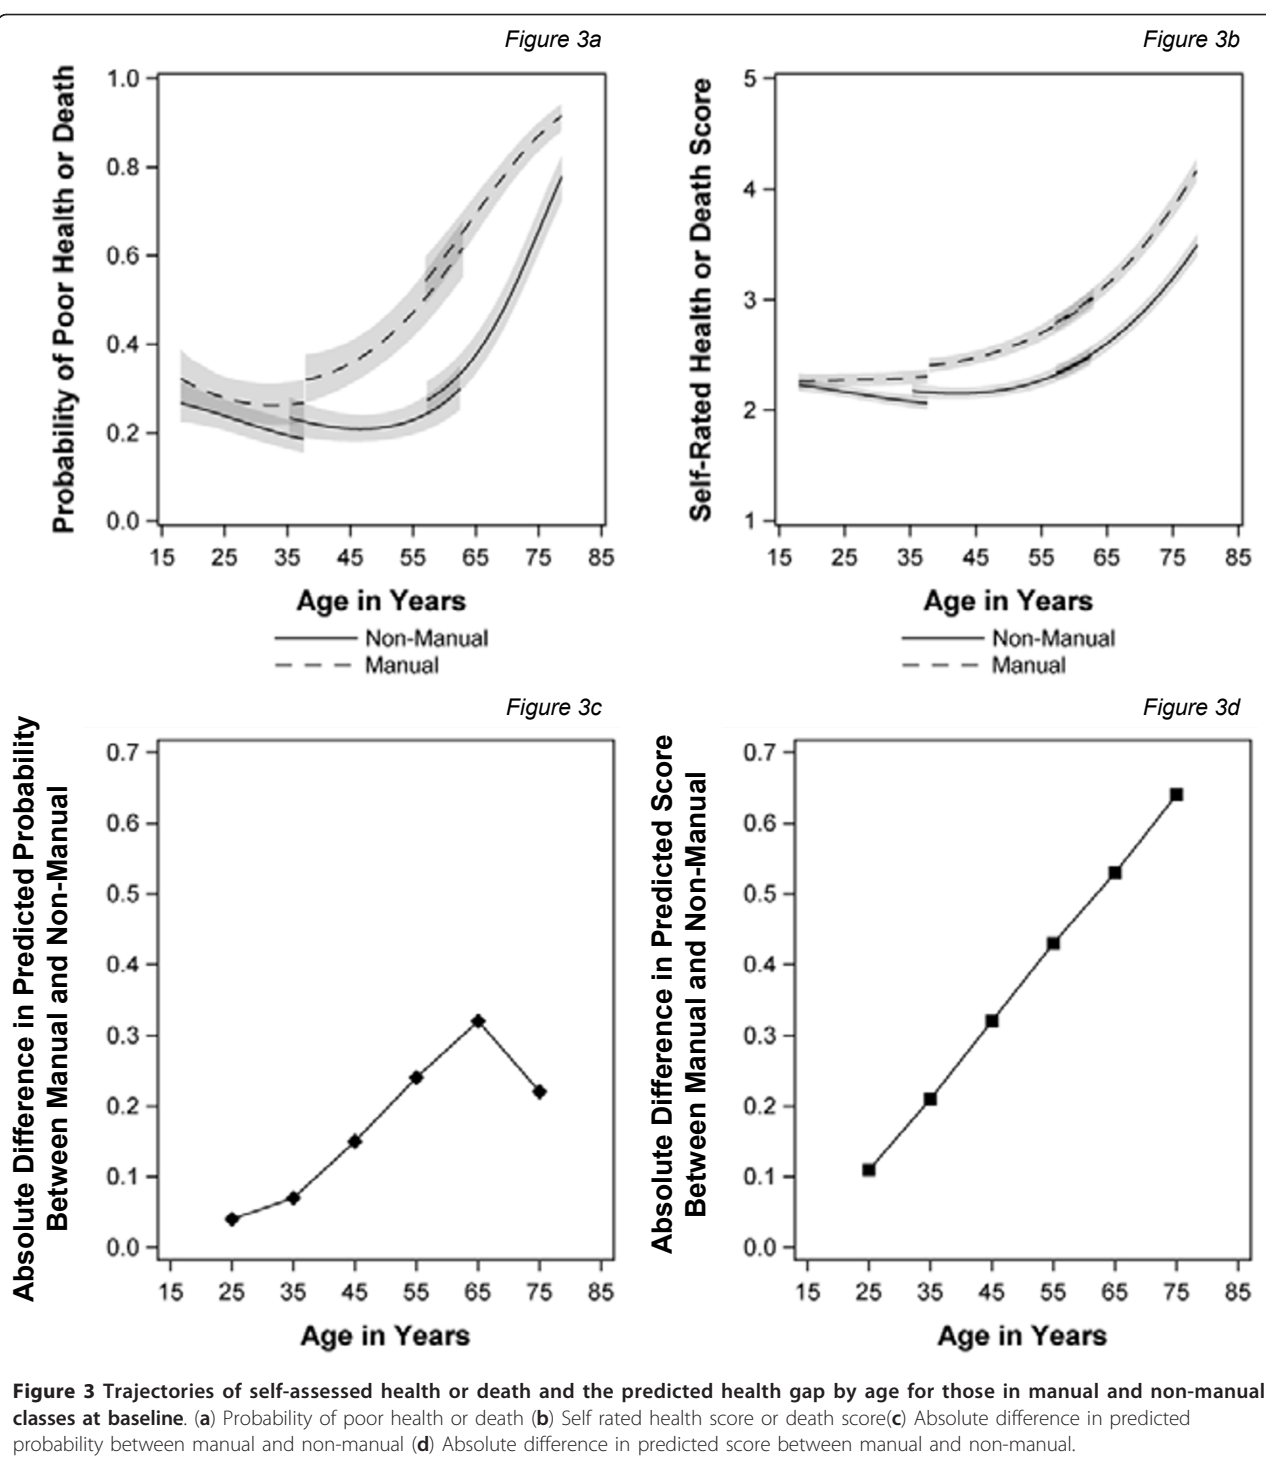 Figure 3a
Probability of Poor Health or Death
1.0
0.8
0.6
0.4
0.2
0.0
15 25 35 45 55 65 75 85
Age in Years
Non-Manual
Manual
Figure 3b
Self-Rated Health or Death Score
5
4
3
2
1
15 25 35 45 55 65 75 85
Age in Years
Non-Manual
Manual
Figure 3c
Absolute Difference in Predicted Probability
Between Manual and Non-Manual
0.7
0.6
0.5
0.4
0.3
0.2
0.1
0.0
15 25 35 45 55 65 75 85
Age in Years
Figure 3d
Absolute Difference in Predicted Score
Between Manual and Non-Manual
0.7
0.6
0.5
0.4
0.3
0.2
0.1
0.0
15 25 35 45 55 65 75 85
Age in Years
Figure 3 Trajectories of self-assessed health or death and the predicted health gap by age for those in manual and non-manual
classes at baseline. (a) Probability of poor health or death (b) Self rated health score or death score(c) Absolute difference in predicted
probability between manual and non-manual (d) Absolute difference in predicted score between manual and non-manual.